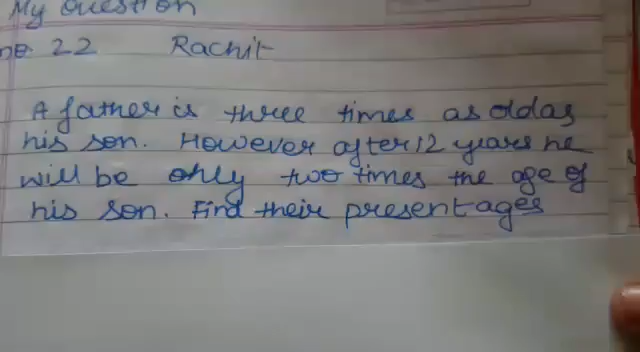 My Question
22 Rachit
A father is three times as old as
his son. However after 12 years he
will be only two times the age of
his son. Find their present ages